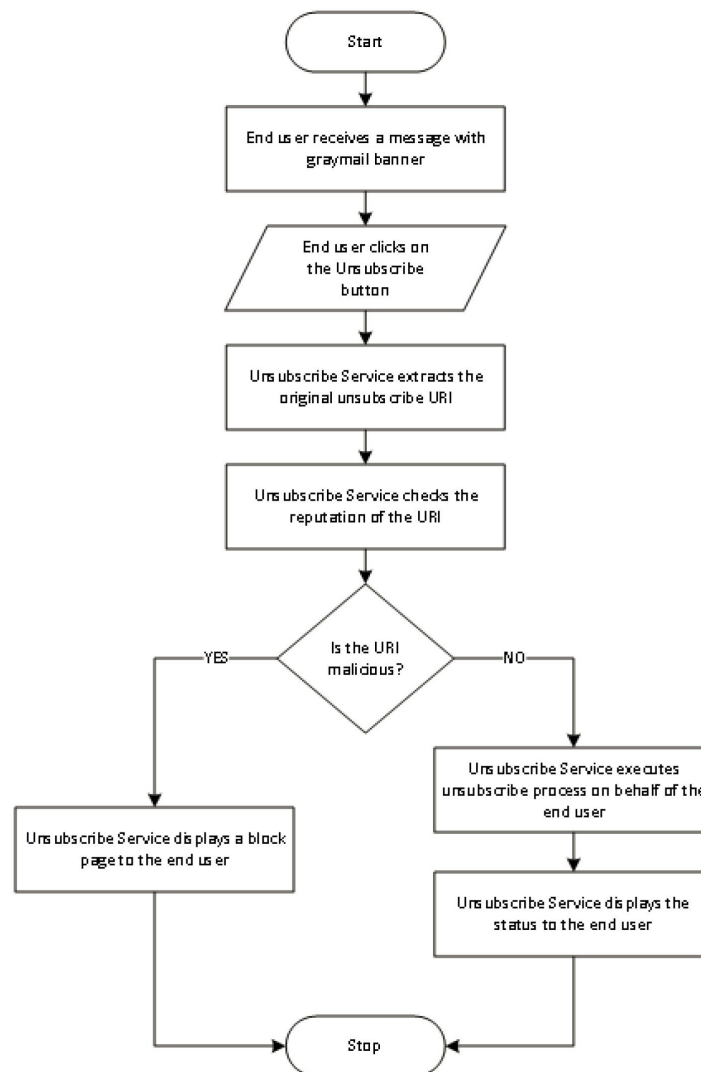 Start
End user receives a message with
graymail banner
End user clicks on
the Unsubscribe
button
Unsubscribe Service extracts the
original unsubscribe URI
Unsubscribe Service checks the
reputation of the URI
Is the URI
malicious?
YES
NO
Unsubscribe Service executes
unsubscribe process on behalf of the
end user
Unsubscribe Service displays a block
page to the end user
Unsubscribe Service displays the
status to the end user
Stop